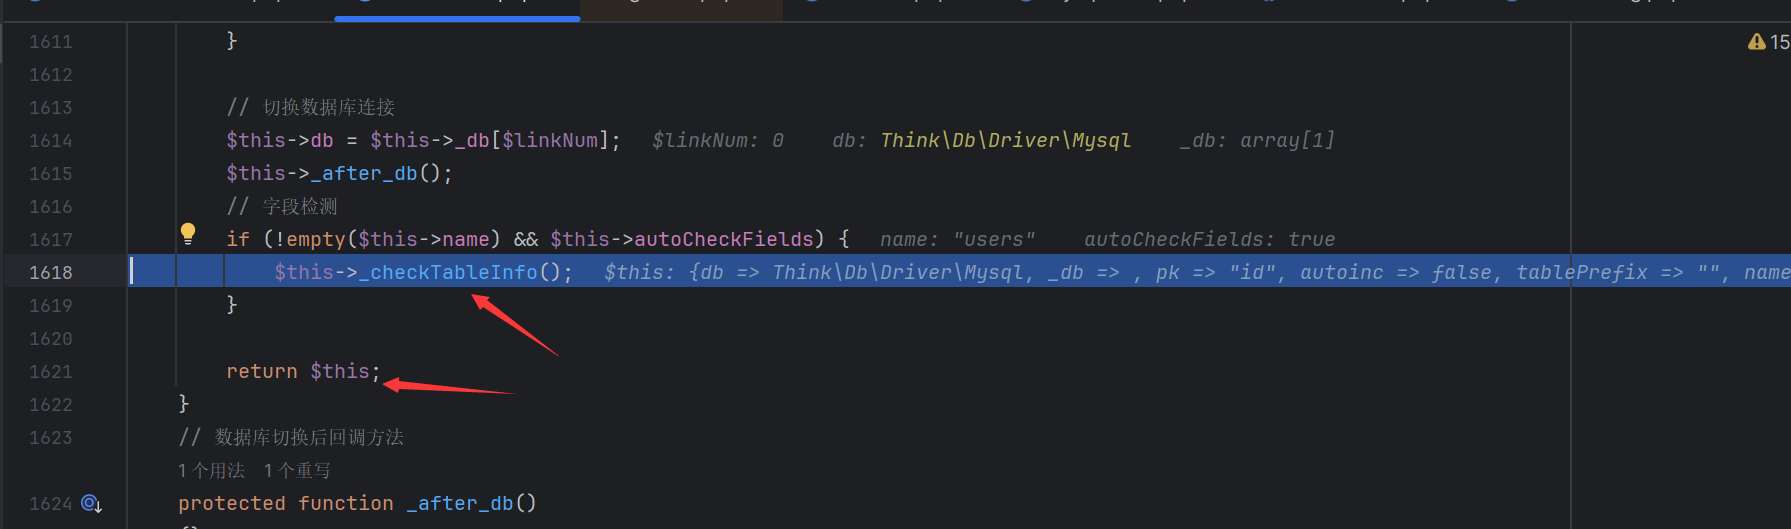 1611 }
1612
1613 // 切换数据库连接
1614 $this->db = $this->_db[$linkNum]; $linkNum: 0 db: Think\Db\Driver\Mysql _db: array[1]
1615 $this->_after_db();
1616 // 字段检测
1617 if (!empty($this->name) && $this->autoCheckFields) { name: "users" autoCheckFields: true
1618 $this->_checkTableInfo(); $this: {db => Think\Db\Driver\Mysql, _db => , pk => "id", autoinc => false, tablePrefix => "", name
1619 }
1620
1621 return $this;
1622 }
1623 // 数据库切换后回调方法
1个用法 1个重写
1624 protected function _after_db()
15